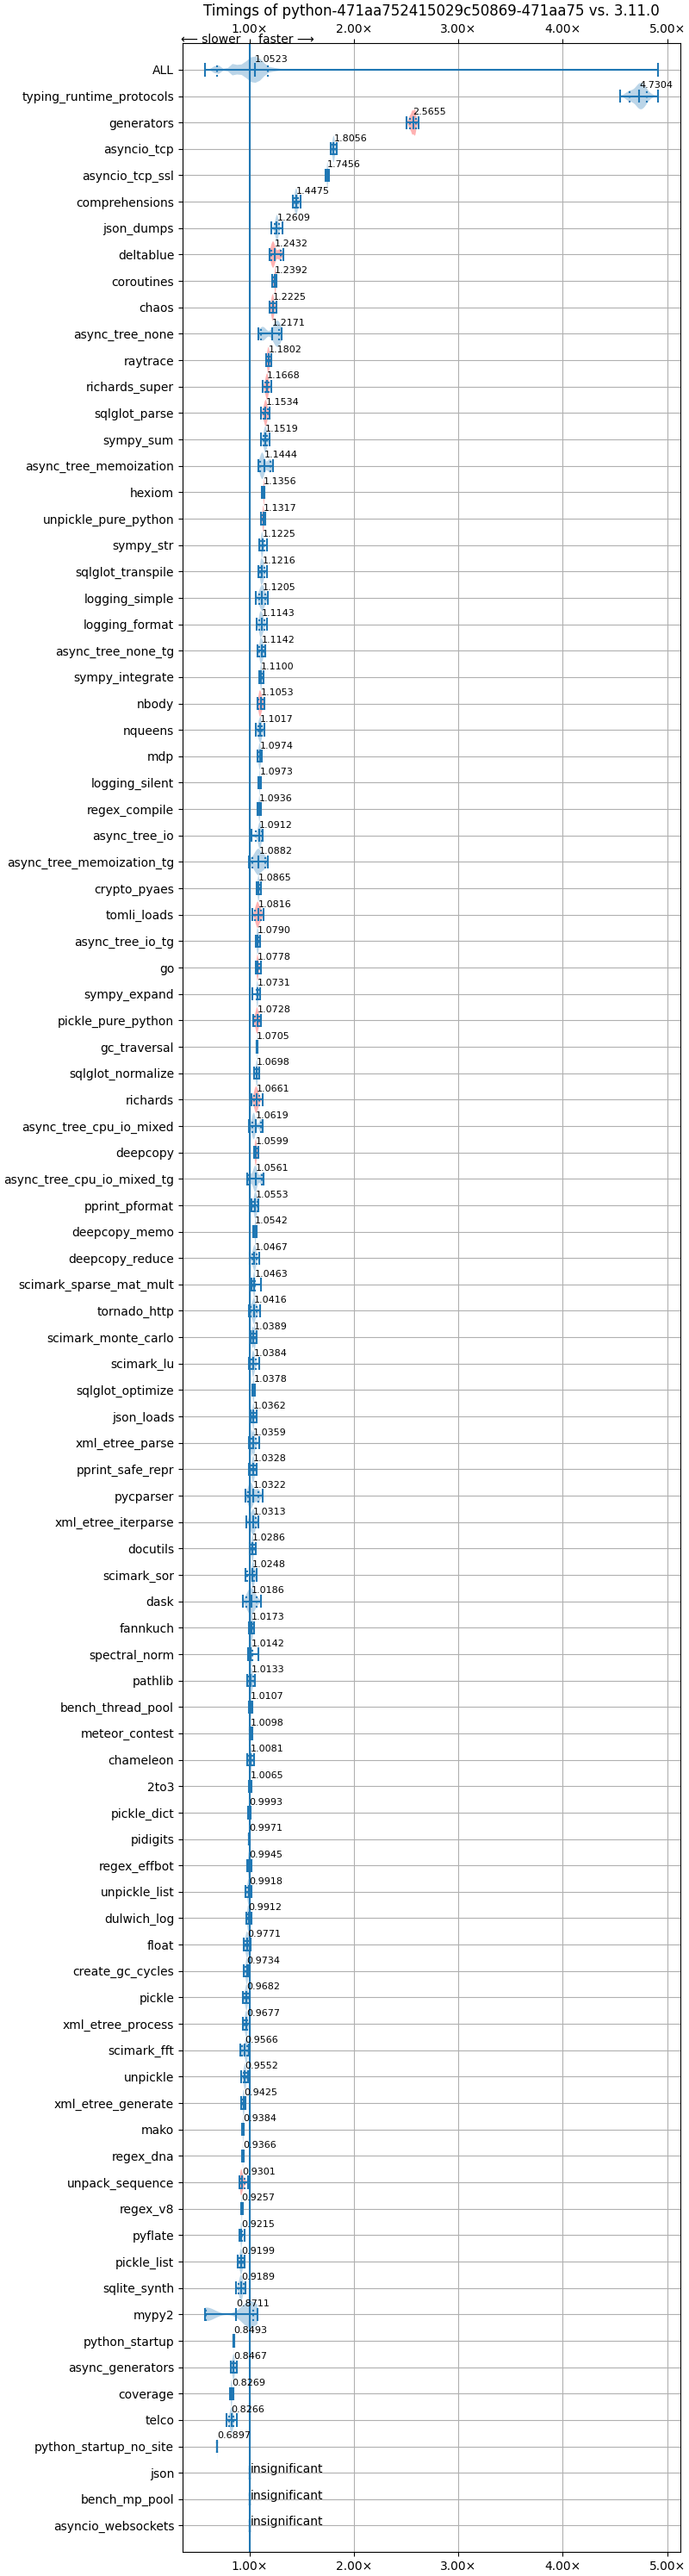 Timings of python-471aa752415029c50869-471aa75 vs. 3.11.0
1.00× 2.00× 3.00× 4.00× 5.00×
⟵ slower faster ⟶
ALL 1.0523
typing_runtime_protocols 4.7304
generators 2.5655
asyncio_tcp 1.8056
asyncio_tcp_ssl 1.7456
comprehensions 1.4475
json_dumps 1.2609
deltablue 1.2432
coroutines 1.2392
chaos 1.2225
async_tree_none 1.2171
raytrace 1.1802
richards_super 1.1668
sqlglot_parse 1.1534
sympy_sum 1.1519
async_tree_memoization 1.1444
hexiom 1.1356
unpickle_pure_python 1.1317
sympy_str 1.1225
sqlglot_transpile 1.1216
logging_simple 1.1205
logging_format 1.1143
async_tree_none_tg 1.1142
sympy_integrate 1.1100
nbody 1.1053
nqueens 1.1017
mdp 1.0974
logging_silent 1.0973
regex_compile 1.0936
async_tree_io 1.0912
async_tree_memoization_tg 1.0882
crypto_pyaes 1.0865
tomli_loads 1.0816
async_tree_io_tg 1.0790
go 1.0778
sympy_expand 1.0731
pickle_pure_python 1.0728
gc_traversal 1.0705
sqlglot_normalize 1.0698
richards 1.0661
async_tree_cpu_io_mixed 1.0619
deepcopy 1.0599
async_tree_cpu_io_mixed_tg 1.0561
pprint_pformat 1.0553
deepcopy_memo 1.0542
deepcopy_reduce 1.0467
scimark_sparse_mat_mult 1.0463
tornado_http 1.0416
scimark_monte_carlo 1.0389
scimark_lu 1.0384
sqlglot_optimize 1.0378
json_loads 1.0362
xml_etree_parse 1.0359
pprint_safe_repr 1.0328
pycparser 1.0322
xml_etree_iterparse 1.0313
docutils 1.0286
scimark_sor 1.0248
dask 1.0186
fannkuch 1.0173
spectral_norm 1.0142
pathlib 1.0133
bench_thread_pool 1.0107
meteor_contest 1.0098
chameleon 1.0081
2to3 1.0065
pickle_dict 0.9993
pidigits 0.9971
regex_effbot 0.9945
unpickle_list 0.9918
dulwich_log 0.9912
float 0.9771
create_gc_cycles 0.9734
pickle 0.9682
xml_etree_process 0.9677
scimark_fft 0.9566
unpickle 0.9552
xml_etree_generate 0.9425
mako 0.9384
regex_dna 0.9366
unpack_sequence 0.9301
regex_v8 0.9257
pyflate 0.9215
pickle_list 0.9199
sqlite_synth 0.9189
mypy2 0.8711
python_startup 0.8493
async_generators 0.8467
coverage 0.8269
telco 0.8266
python_startup_no_site 0.6897
json insignificant
bench_mp_pool insignificant
asyncio_websockets insignificant
1.00× 2.00× 3.00× 4.00× 5.00×